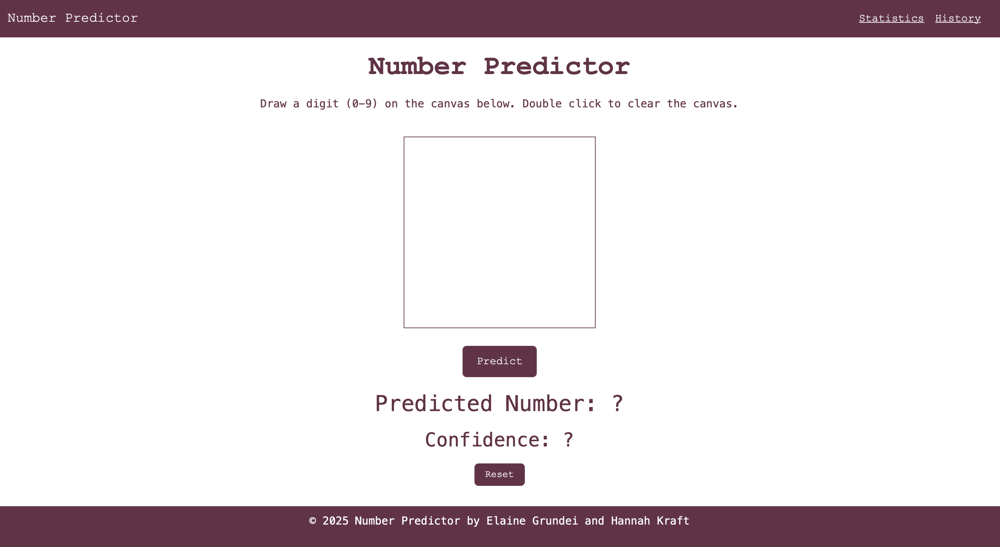 Number Predictor
Statistics History
Number Predictor
Draw a digit (0-9) on the canvas below. Double click to clear the canvas.
Predict
Predicted Number: ?
Confidence: ?
Reset
© 2025 Number Predictor by Elaine Grundei and Hannah Kraft